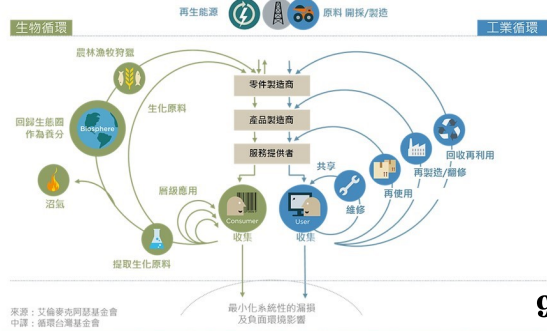 再生能源
原料 開採/製造
生物循環
工業循環
農林漁牧狩獵
零件製造商
生化原料
回歸生態圈
作為養分
Biosphere
產品製造商
服務提供者
回收再利用
再製造/翻修
共享
再使用
層級應用
維修
沼氣
Consumer
User
收集
收集
提取生化原料
最小化系統性的漏損
及負面環境影響
來源：艾倫麥克阿瑟基金會
中譯：循環台灣基金會
9